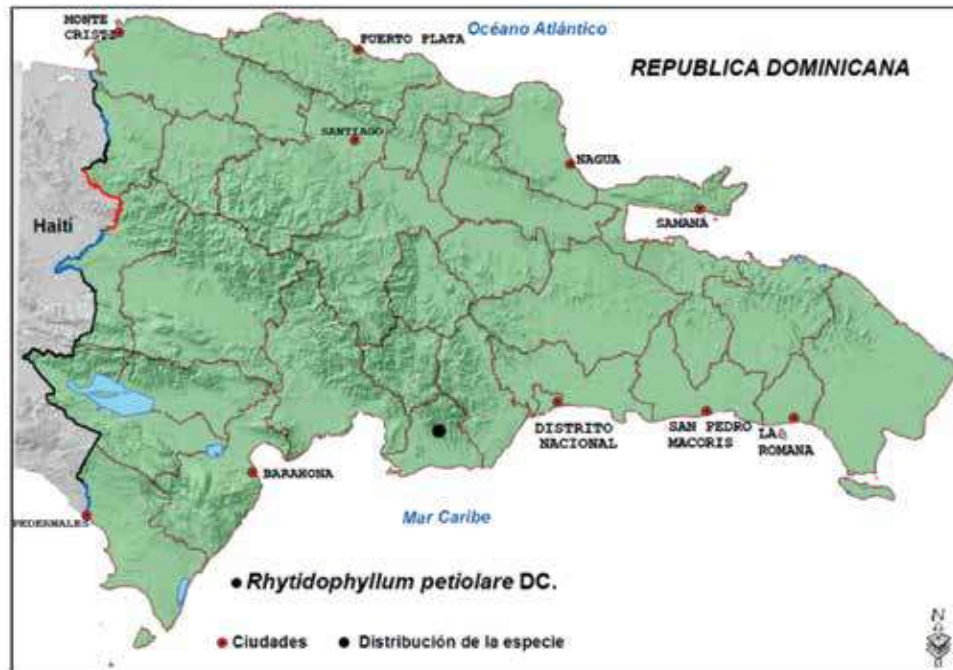 MONTE
CRISTI
PUERTO PLATA
Océano Atlántico
REPUBLICA DOMINICANA
SANTIAGO
NAGUA
SAMANA
Haití
DISTRITO
NACIONAL
SAN PEDRO
MACORIS
LA
ROMANA
BARAHONA
Mar Caribe
PEDERNALES
Rhytidophyllum petiolare DC.
Ciudades
Distribución de la especie
N